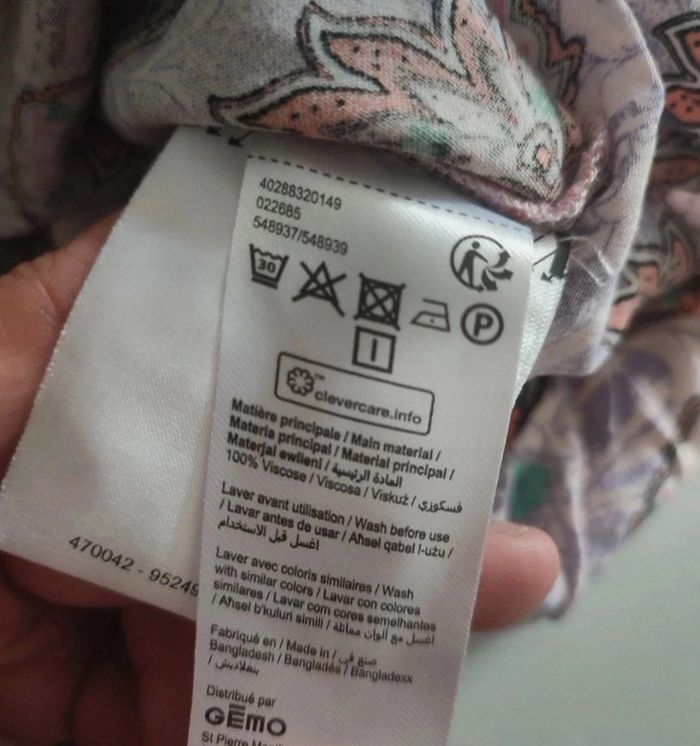 40288320149
022685
548937/548939
30
P
clevercare.info
Matière principale / Main material /
Materia principal / Material principal /
Materjal ewlieni / المادة الرئيسية
100% Viscose / Viscosa / Viskuż / فسكوزي
Laver avant utilisation / Wash before use
/ Lavar antes de usar / Aħsel qabel l-użu /
اغسل قبل الاستخدام
Laver avec coloris similaires / Wash
with similar colors / Lavar con colores
similares / Lavar com cores semelhantes
/ Aħsel b'kuluri simili / اغسل مع ألوان مماثلة
Fabriqué en / Made in / صنع في
Bangladesh / Bangladés / Bangladexx
/ بنغلاديش
Distribué par
GĒMO
St Pierre
470042 - 95249